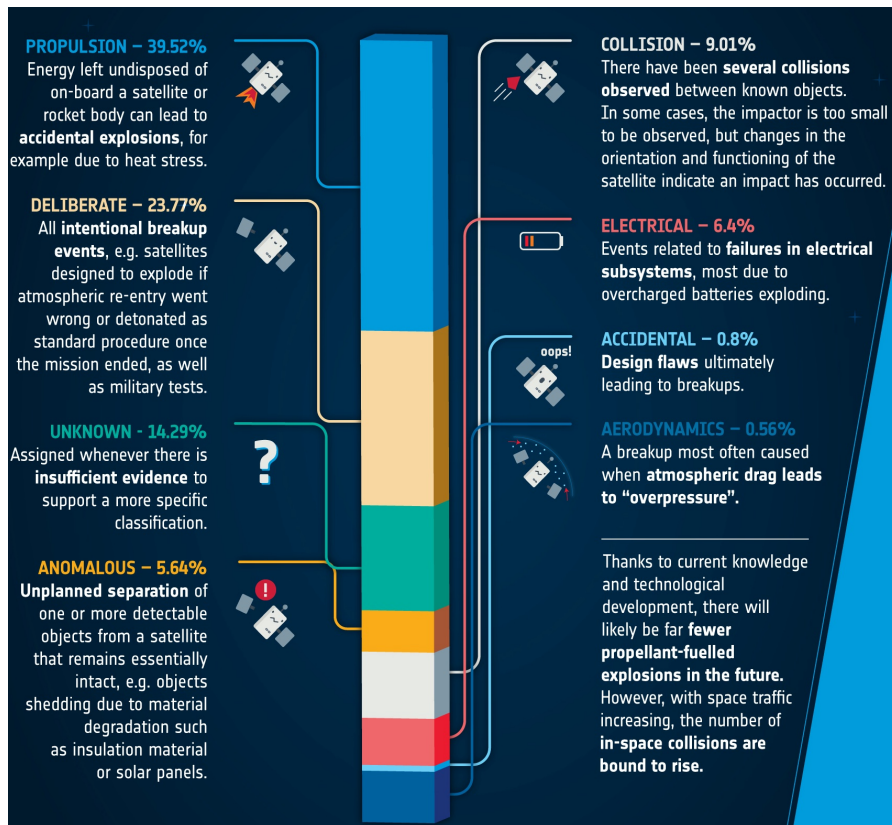 PROPULSION – 39.52%
Energy left undisposed of
on-board a satellite or
rocket body can lead to
accidental explosions, for
example due to heat stress.
DELIBERATE – 23.77%
All intentional breakup
events, e.g. satellites
designed to explode if
atmospheric re-entry went
wrong or detonated as
standard procedure once
the mission ended, as well
as military tests.
UNKNOWN - 14.29%
Assigned whenever there is
insufficient evidence to
support a more specific
classification.
?
ANOMALOUS – 5.64%
Unplanned separation of
one or more detectable
objects from a satellite
that remains essentially
intact, e.g. objects
shedding due to material
degradation such
as insulation material
or solar panels.
!
COLLISION – 9.01%
There have been several collisions
observed between known objects.
In some cases, the impactor is too small
to be observed, but changes in the
orientation and functioning of the
satellite indicate an impact has occurred.
ELECTRICAL – 6.4%
Events related to failures in electrical
subsystems, most due to
overcharged batteries exploding.
oops!
ACCIDENTAL – 0.8%
Design flaws ultimately
leading to breakups.
AERODYNAMICS – 0.56%
A breakup most often caused
when atmospheric drag leads
to “overpressure”.
Thanks to current knowledge
and technological
development, there will
likely be far fewer
propellant-fuelled
explosions in the future.
However, with space traffic
increasing, the number of
in-space collisions are
bound to rise.